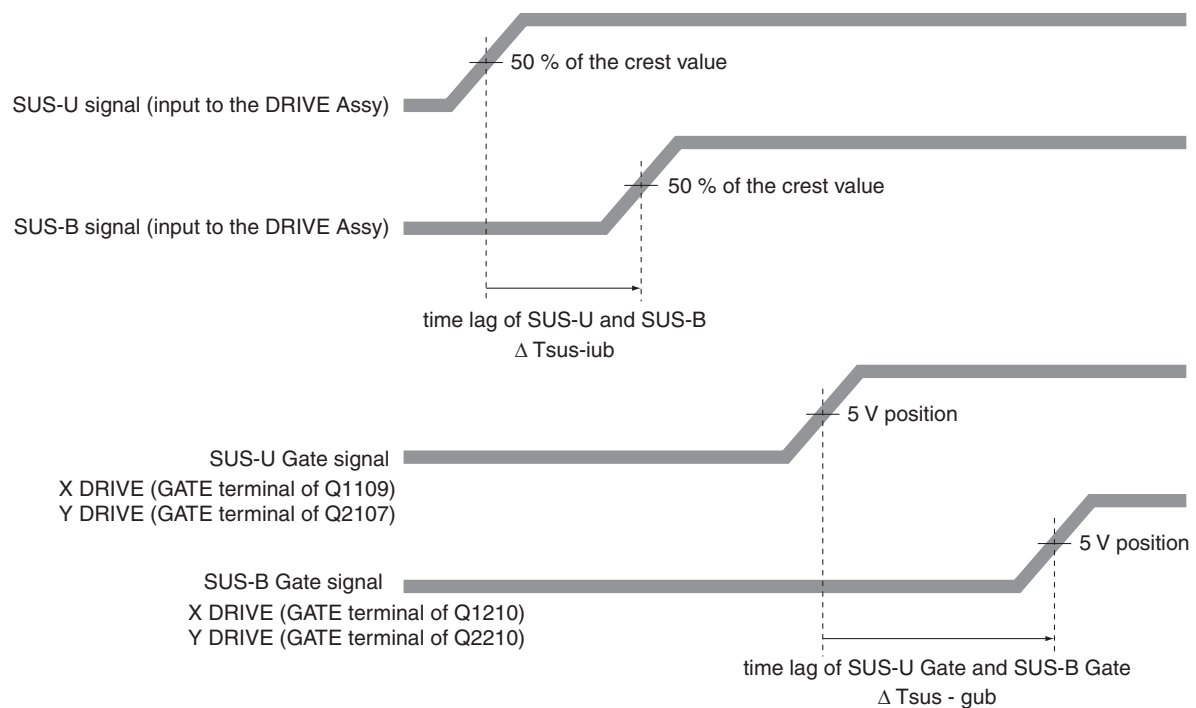 50 % of the crest value
SUS-U signal (input to the DRIVE Assy)
50 % of the crest value
SUS-B signal (input to the DRIVE Assy)
time lag of SUS-U and SUS-B
Δ Tsus-iub
5 V position
SUS-U Gate signal
X DRIVE (GATE terminal of Q1109)
Y DRIVE (GATE terminal of Q2107)
5 V position
SUS-B Gate signal
X DRIVE (GATE terminal of Q1210)
Y DRIVE (GATE terminal of Q2210)
time lag of SUS-U Gate and SUS-B Gate
Δ Tsus - gub